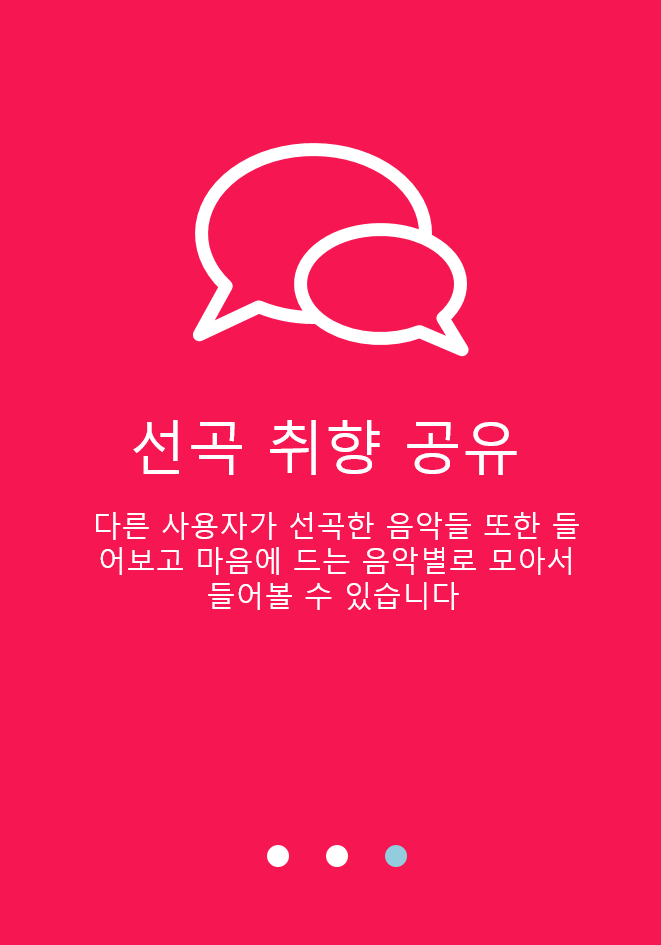 선곡 취향 공유
다른 사용자가 선곡한 음악들 또한 들
어보고 마음에 드는 음악별로 모아서
들어볼 수 있습니다